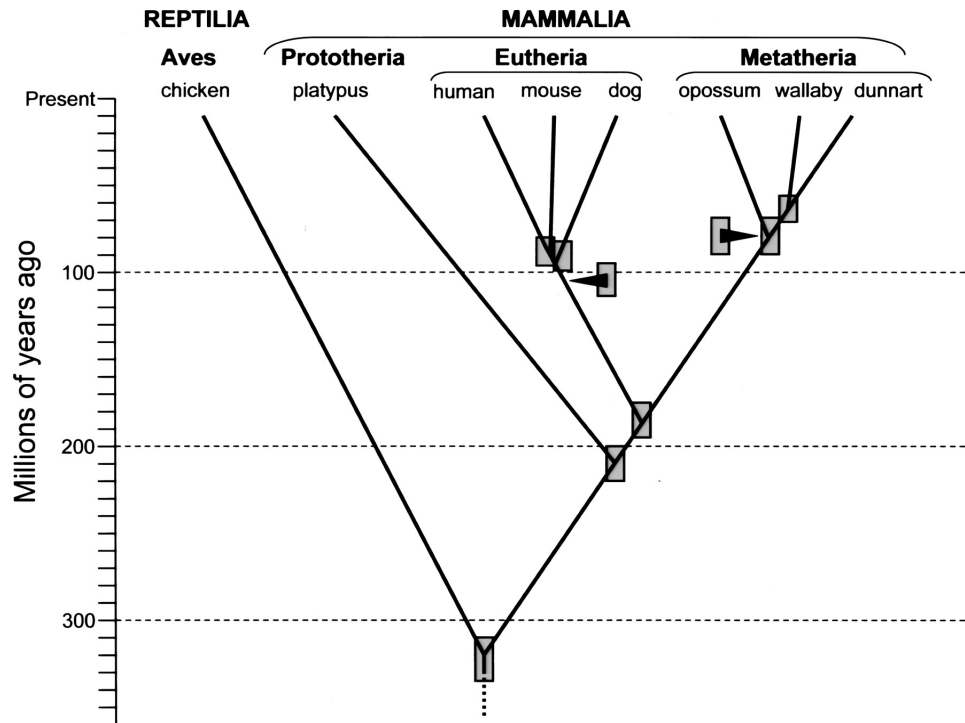 REPTILIA MAMMALIA
Aves Prototheria Eutheria Metatheria
chicken platypus human mouse dog opossum wallaby dunnart
Present
100
200
300
Millions of years ago